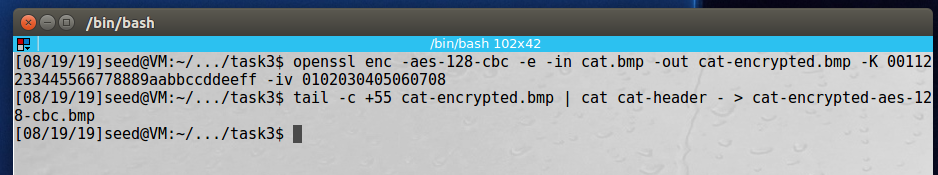 /bin/bash
/bin/bash 102x42
[08/19/19]seed@VM:~/.../task3$ openssl enc -aes-128-cbc -e -in cat.bmp -out cat-encrypted.bmp -K 00112
233445566778889aabbccddeeff -iv 0102030405060708
[08/19/19]seed@VM:~/.../task3$ tail -c +55 cat-encrypted.bmp | cat cat-header - > cat-encrypted-aes-12
8-cbc.bmp
[08/19/19]seed@VM:~/.../task3$